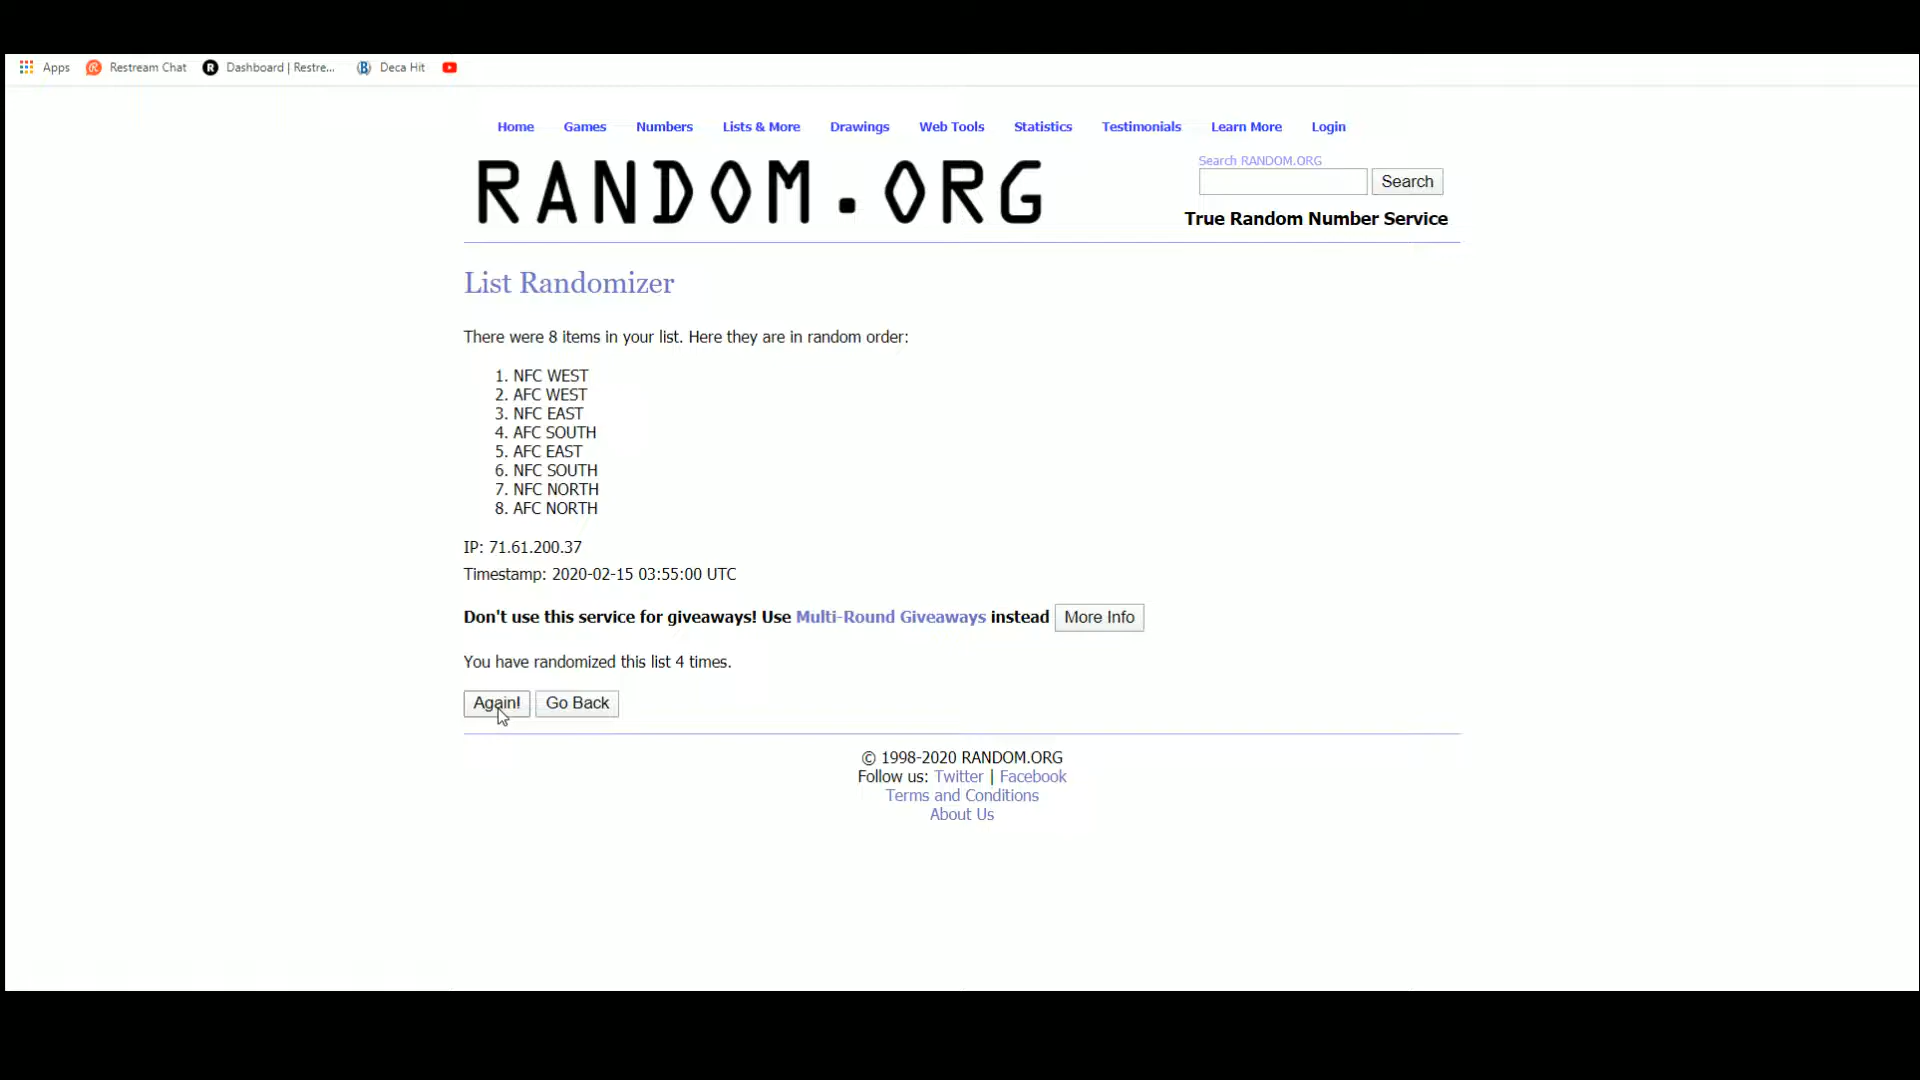 Apps Restream Chat Dashboard | Restre... Deca Hit
Home Games Numbers Lists & More Drawings Web Tools Statistics Testimonials Learn More Login
RANDOM.ORG
Search RANDOM.ORG
Search
True Random Number Service
List Randomizer
There were 8 items in your list. Here they are in random order:
1. NFC WEST
2. AFC WEST
3. NFC EAST
4. AFC SOUTH
5. AFC EAST
6. NFC SOUTH
7. NFC NORTH
8. AFC NORTH
IP: 71.61.200.37
Timestamp: 2020-02-15 03:55:00 UTC
Don't use this service for giveaways! Use Multi-Round Giveaways instead More Info
You have randomized this list 4 times.
Again! Go Back
© 1998-2020 RANDOM.ORG
Follow us: Twitter | Facebook
Terms and Conditions
About Us